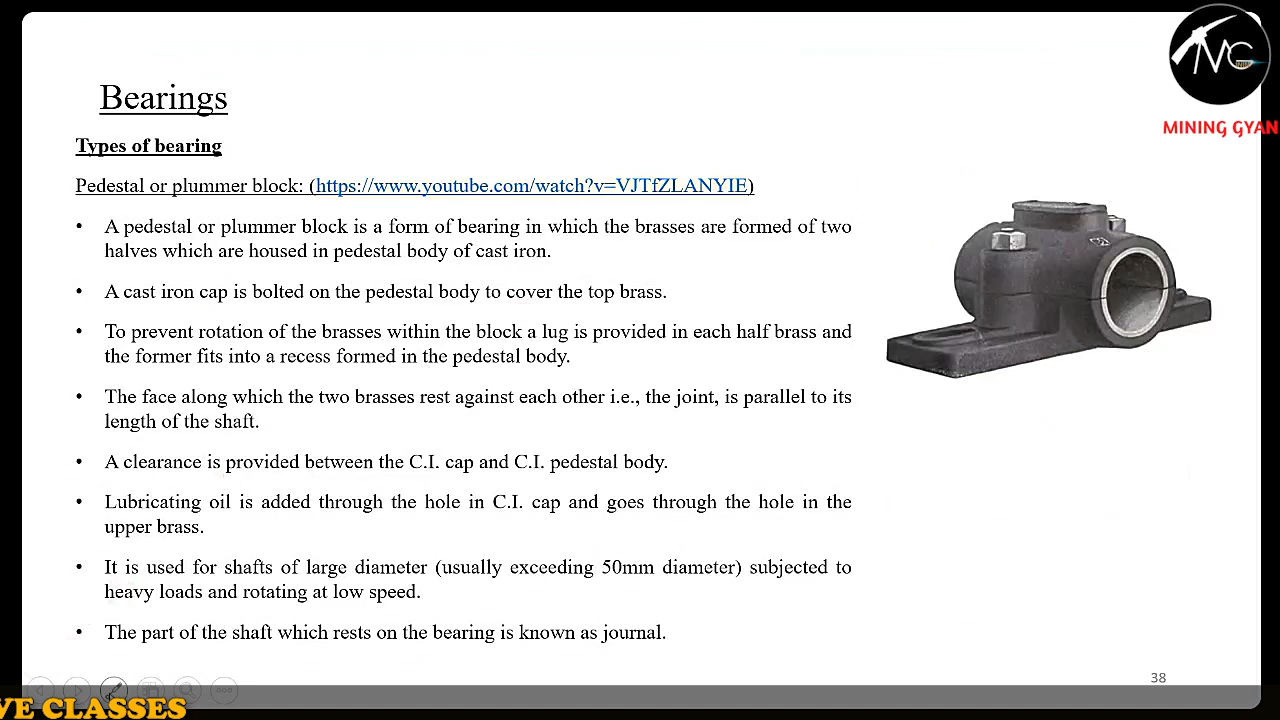 MG
MINING GYAN
Bearings
Types of bearing
Pedestal or plummer block: (https://www.youtube.com/watch?v=VJTfZLANYIE)
• A pedestal or plummer block is a form of bearing in which the brasses are formed of two
halves which are housed in pedestal body of cast iron.
• A cast iron cap is bolted on the pedestal body to cover the top brass.
• To prevent rotation of the brasses within the block a lug is provided in each half brass and
the former fits into a recess formed in the pedestal body.
• The face along which the two brasses rest against each other i.e., the joint, is parallel to its
length of the shaft.
• A clearance is provided between the C.I. cap and C.I. pedestal body.
• Lubricating oil is added through the hole in C.I. cap and goes through the hole in the
upper brass.
• It is used for shafts of large diameter (usually exceeding 50mm diameter) subjected to
heavy loads and rotating at low speed.
• The part of the shaft which rests on the bearing is known as journal.
38
VE CLASSES